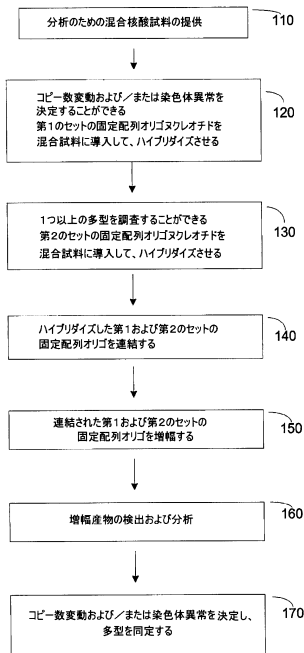 分析のための混合核酸試料の提供
110
コピー数変動および/または染色体異常を
決定することができる
第1のセットの固定配列オリゴヌクレオチドを
混合試料に導入して、ハイブリダイズさせる
120
1つ以上の多型を調査することができる
第2のセットの固定配列オリゴヌクレオチドを
混合試料に導入して、ハイブリダイズさせる
130
ハイブリダイズした第1および第2のセットの
固定配列オリゴを連結する
140
連結された第1および第2のセットの
固定配列オリゴを増幅する
150
増幅産物の検出および分析
160
コピー数変動および/または染色体異常を決定し、
多型を同定する
170